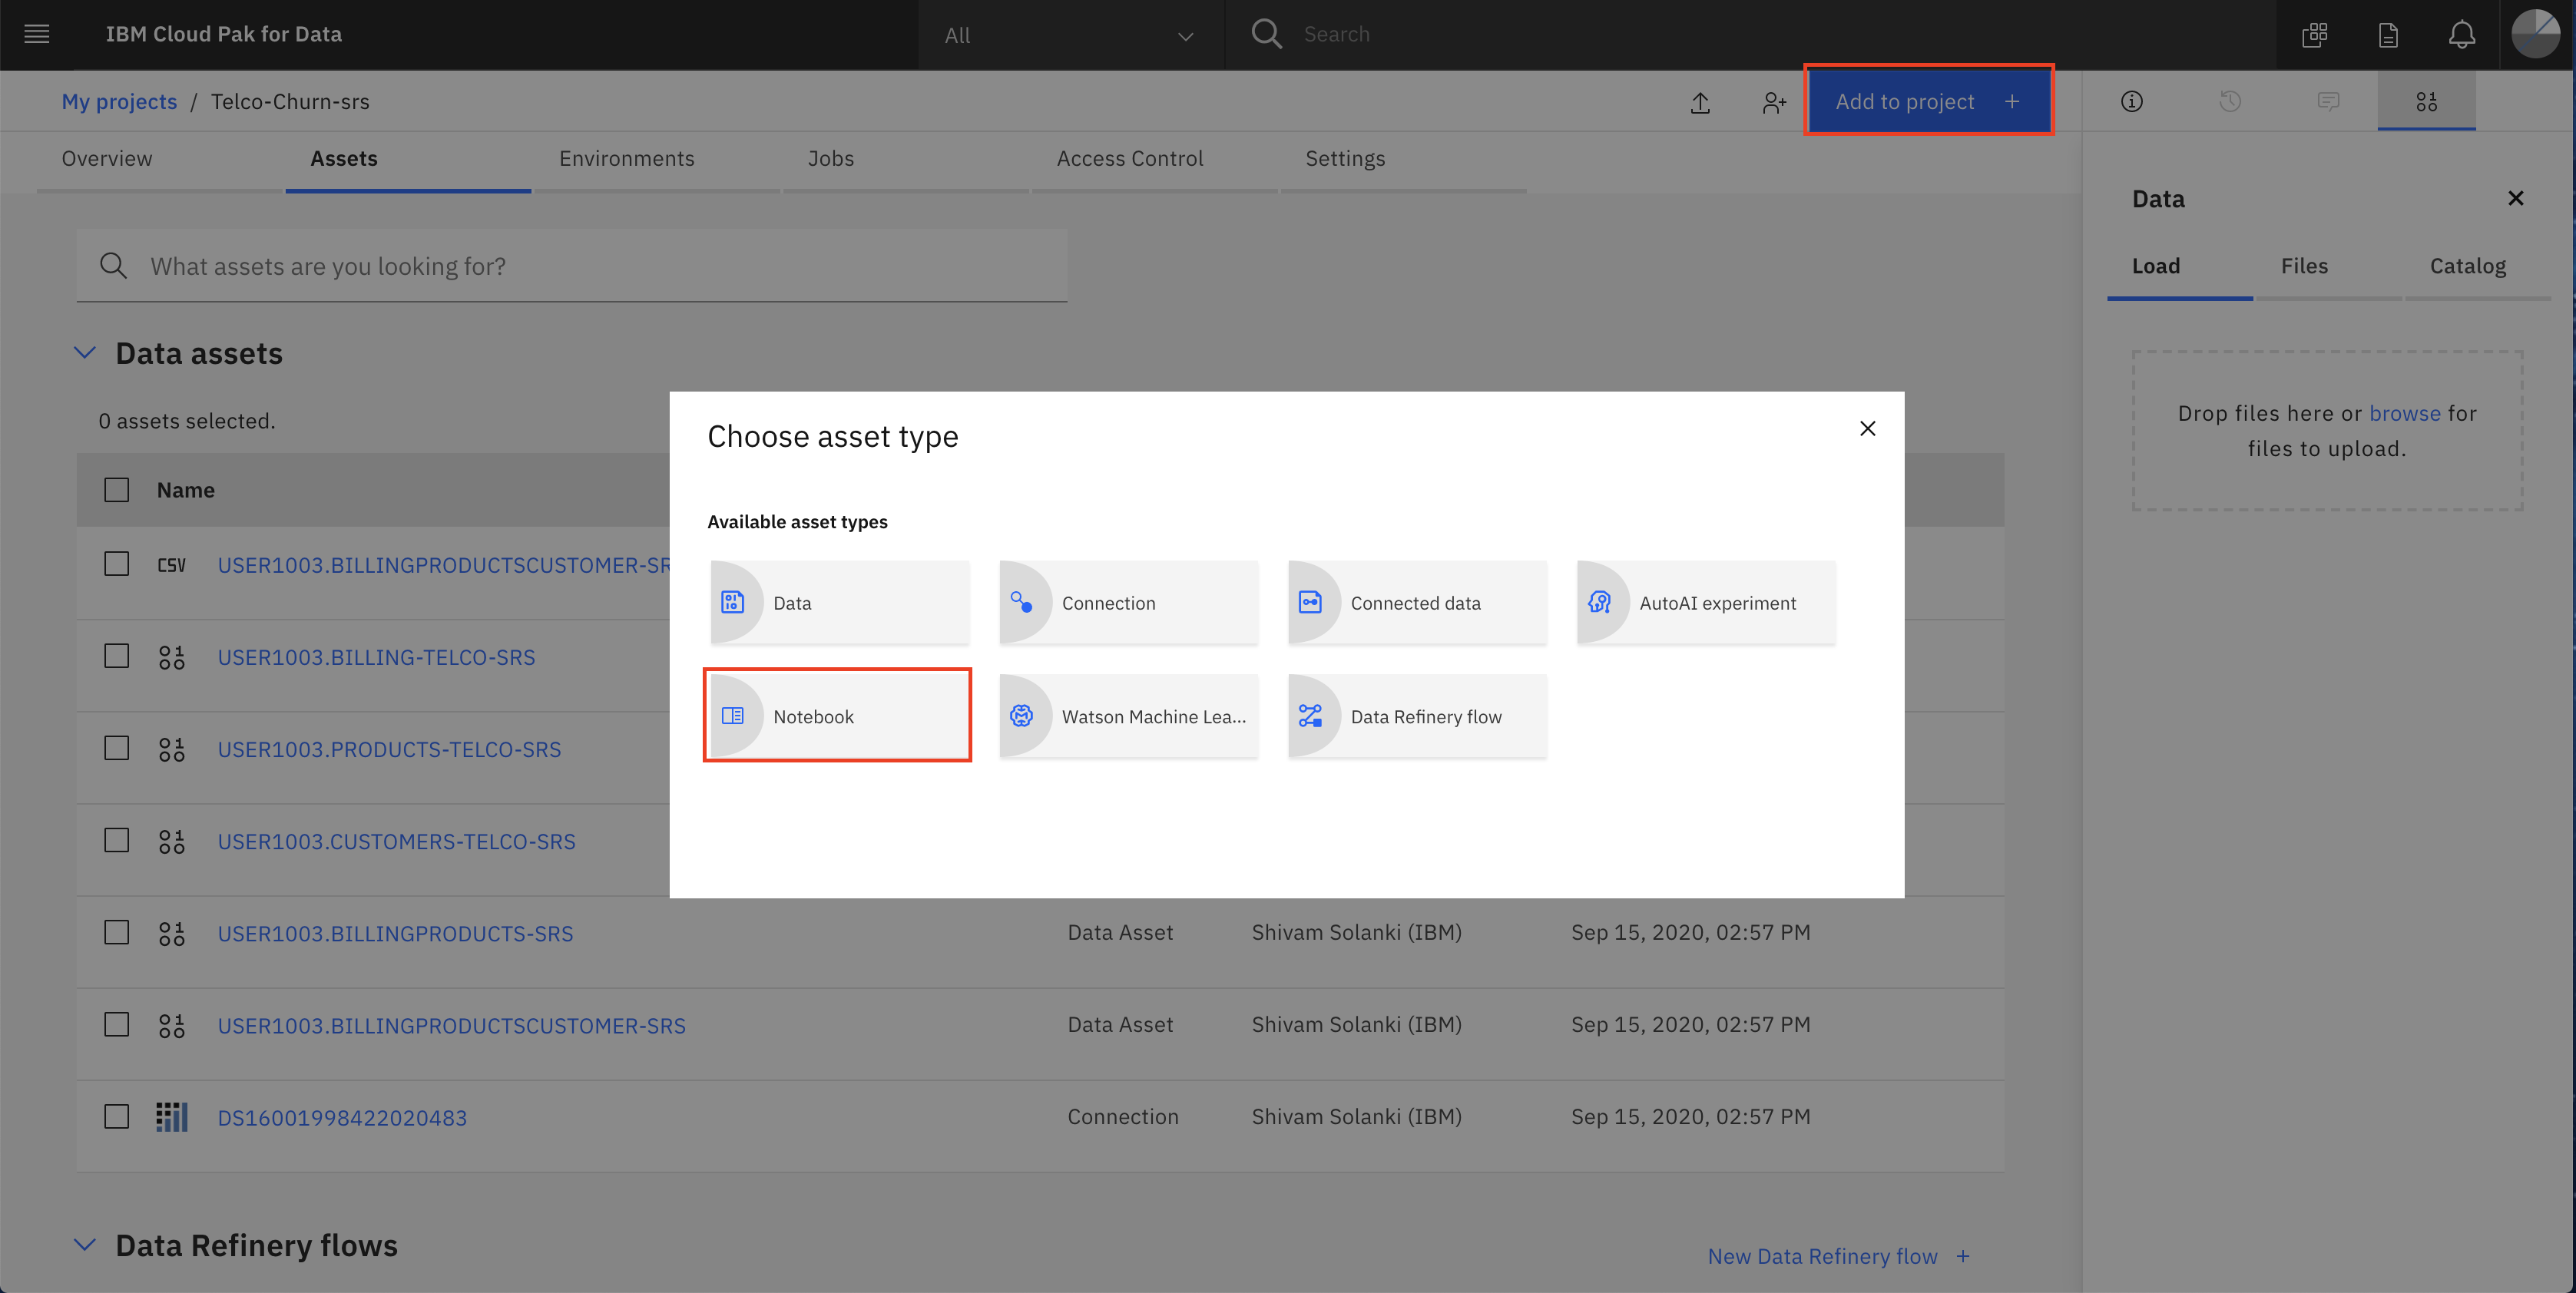 IBM Cloud Pak for Data
All
Search
My projects / Telco-Churn-srs
Add to project +
Overview
Assets
Environments
Jobs
Access Control
Settings
What assets are you looking for?
Data assets
0 assets selected.
Name
CSV USER1003.BILLINGPRODUCTSCUSTOMER-SR
USER1003.BILLING-TELCO-SRS
USER1003.PRODUCTS-TELCO-SRS
USER1003.CUSTOMERS-TELCO-SRS
USER1003.BILLINGPRODUCTS-SRS Data Asset Shivam Solanki (IBM) Sep 15, 2020, 02:57 PM
USER1003.BILLINGPRODUCTSCUSTOMER-SRS Data Asset Shivam Solanki (IBM) Sep 15, 2020, 02:57 PM
DS16001998422020483 Connection Shivam Solanki (IBM) Sep 15, 2020, 02:57 PM
Data Refinery flows
New Data Refinery flow +
Choose asset type
Available asset types
Data
Connection
Connected data
AutoAI experiment
Notebook
Watson Machine Lea...
Data Refinery flow
Data
Load
Files
Catalog
Drop files here or browse for
files to upload.